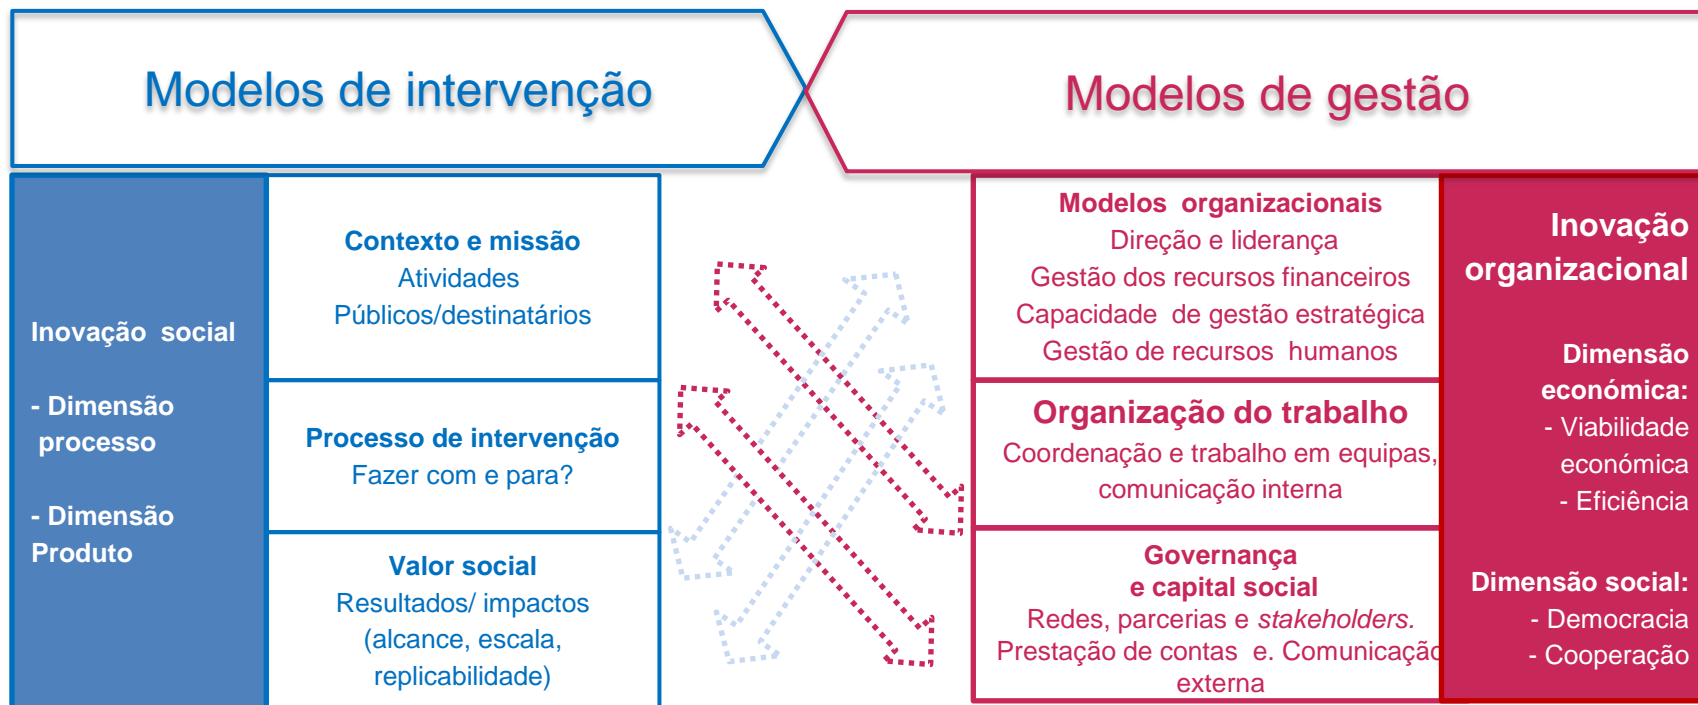 Modelos de intervenção
Modelos de gestão
Inovação social
- Dimensão
processo
- Dimensão
Produto
Contexto e missão
Atividades
Públicos/destinatários
Processo de intervenção
Fazer com e para?
Valor social
Resultados/ impactos
(alcance, escala,
replicabilidade)
Modelos organizacionais
Direção e liderança
Gestão dos recursos financeiros
Capacidade de gestão estratégica
Gestão de recursos humanos
Organização do trabalho
Coordenação e trabalho em equipas,
comunicação interna
Governança
e capital social
Redes, parcerias e stakeholders.
Prestação de contas e. Comunicação
externa
Inovação
organizacional
Dimensão
económica:
- Viabilidade
económica
- Eficiência
Dimensão social:
- Democracia
- Cooperação